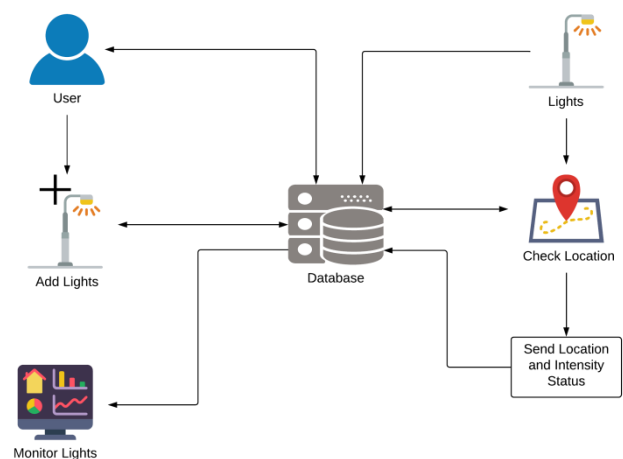 User
Lights
Add Lights
Database
Check Location
Send Location
and Intensity
Status
Monitor Lights